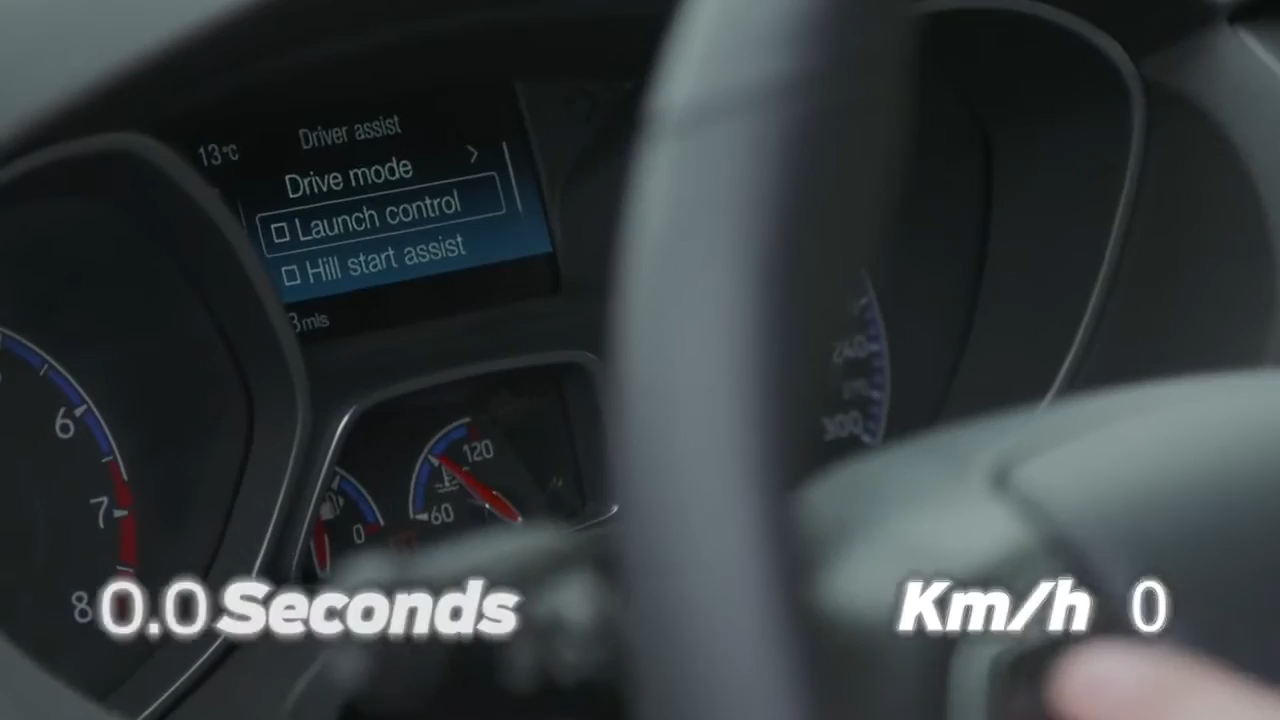 13°C
Driver assist
Drive mode >
Launch control
Hill start assist
mls
6
7
8
120
60
0
0.0 Seconds
Km/h 0